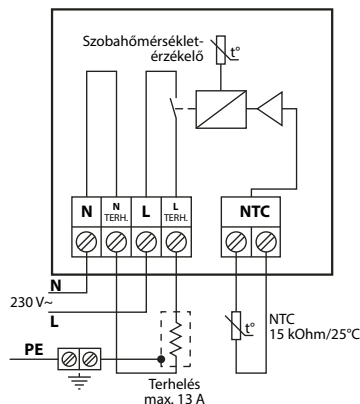 Szobahőmérséklet-
érzékelő
t°
N
N
TERH.
L
L
TERH.
NTC
N
230 V~
L
PE
t°
NTC
15 kOhm/25°C
Terhelés
max. 13 A